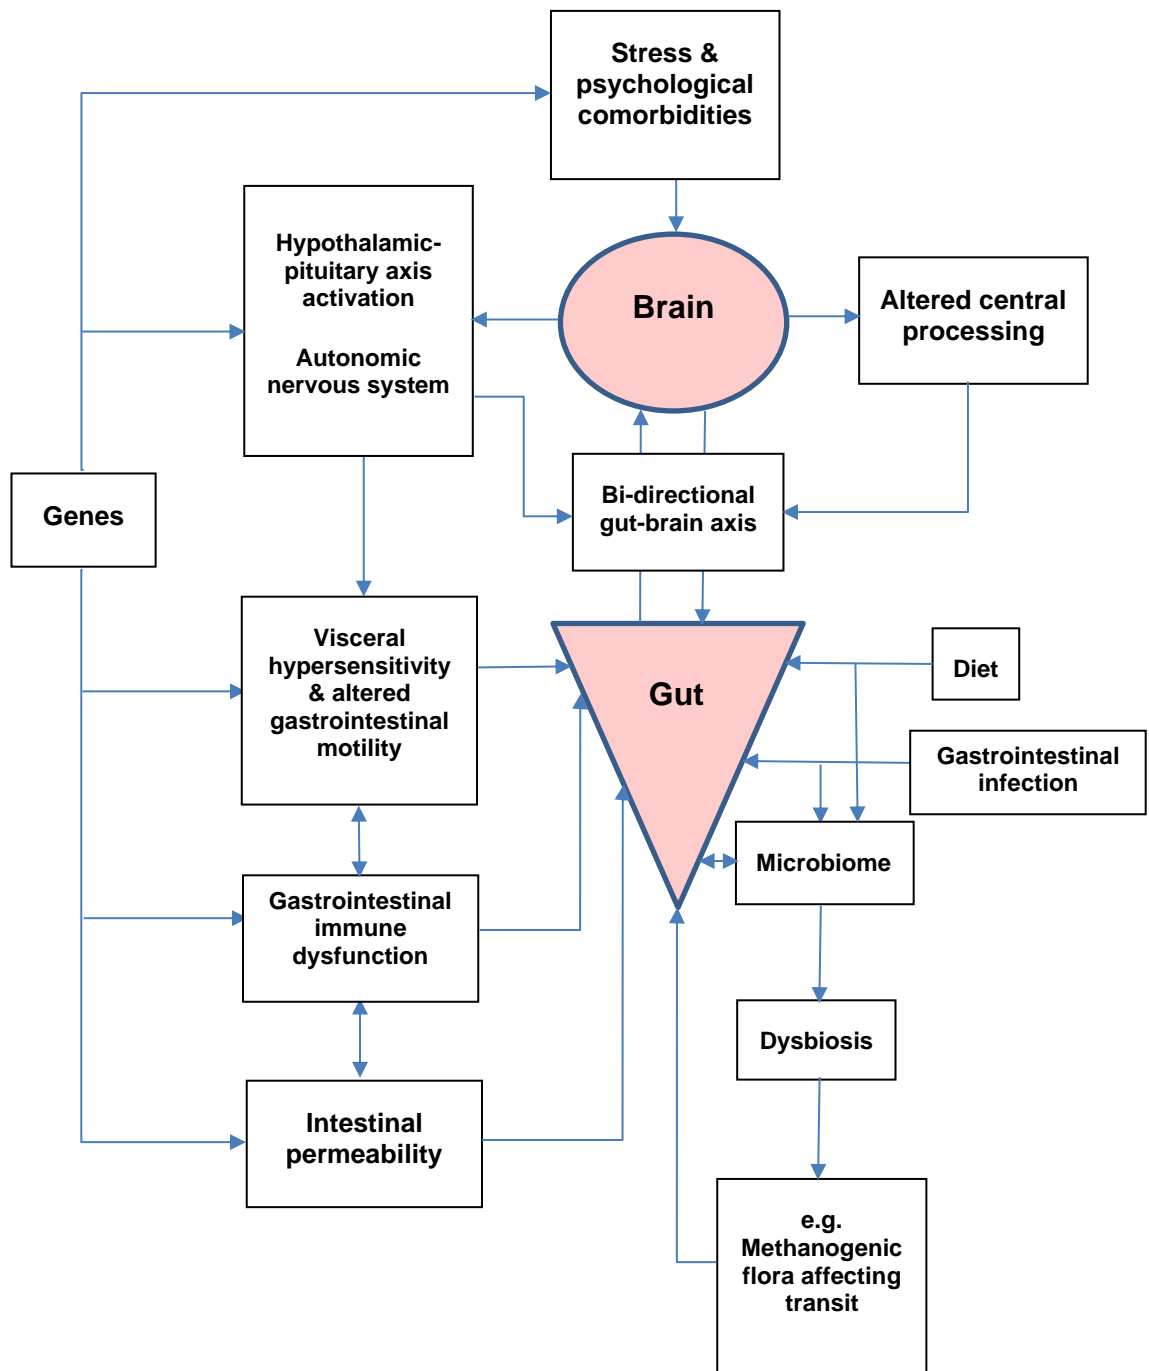 Stress &
psychological
comorbidities
Hypothalamic-
pituitary axis
activation
Autonomic
nervous system
Brain
Altered central
processing
Genes
Bi-directional
gut-brain axis
Visceral
hypersensitivity
& altered
gastrointestinal
motility
Gut
Diet
Gastrointestinal
infection
Microbiome
Gastrointestinal
immune
dysfunction
Dysbiosis
Intestinal
permeability
e.g.
Methanogenic
flora affecting
transit